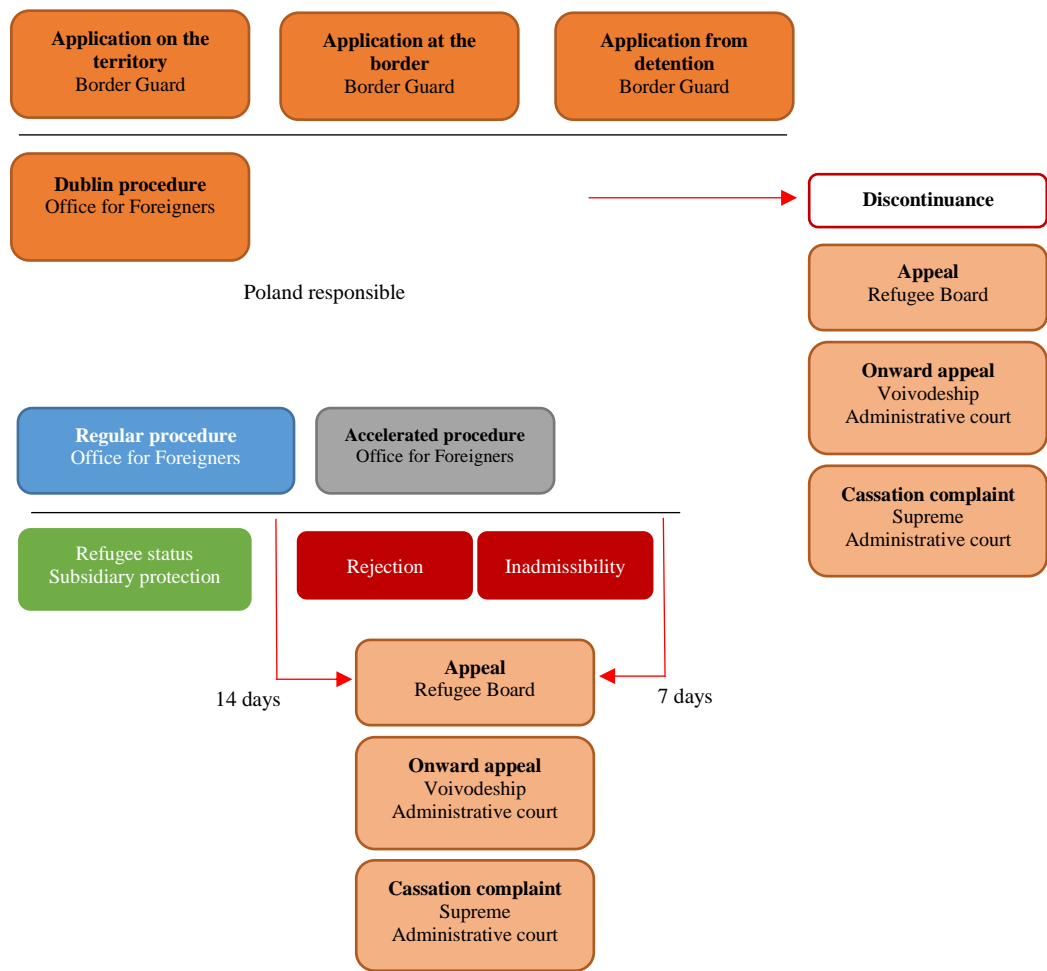 Application on the
territory
Border Guard
Application at the
border
Border Guard
Application from
detention
Border Guard
Dublin procedure
Office for Foreigners
Discontinuance
Appeal
Refugee Board
Poland responsible
Onward appeal
Voivodeship
Administrative court
Regular procedure
Office for Foreigners
Accelerated procedure
Office for Foreigners
Cassation complaint
Supreme
Administrative court
Refugee status
Subsidiary protection
Rejection
Inadmissibility
14 days
Appeal
Refugee Board
7 days
Onward appeal
Voivodeship
Administrative court
Cassation complaint
Supreme
Administrative court